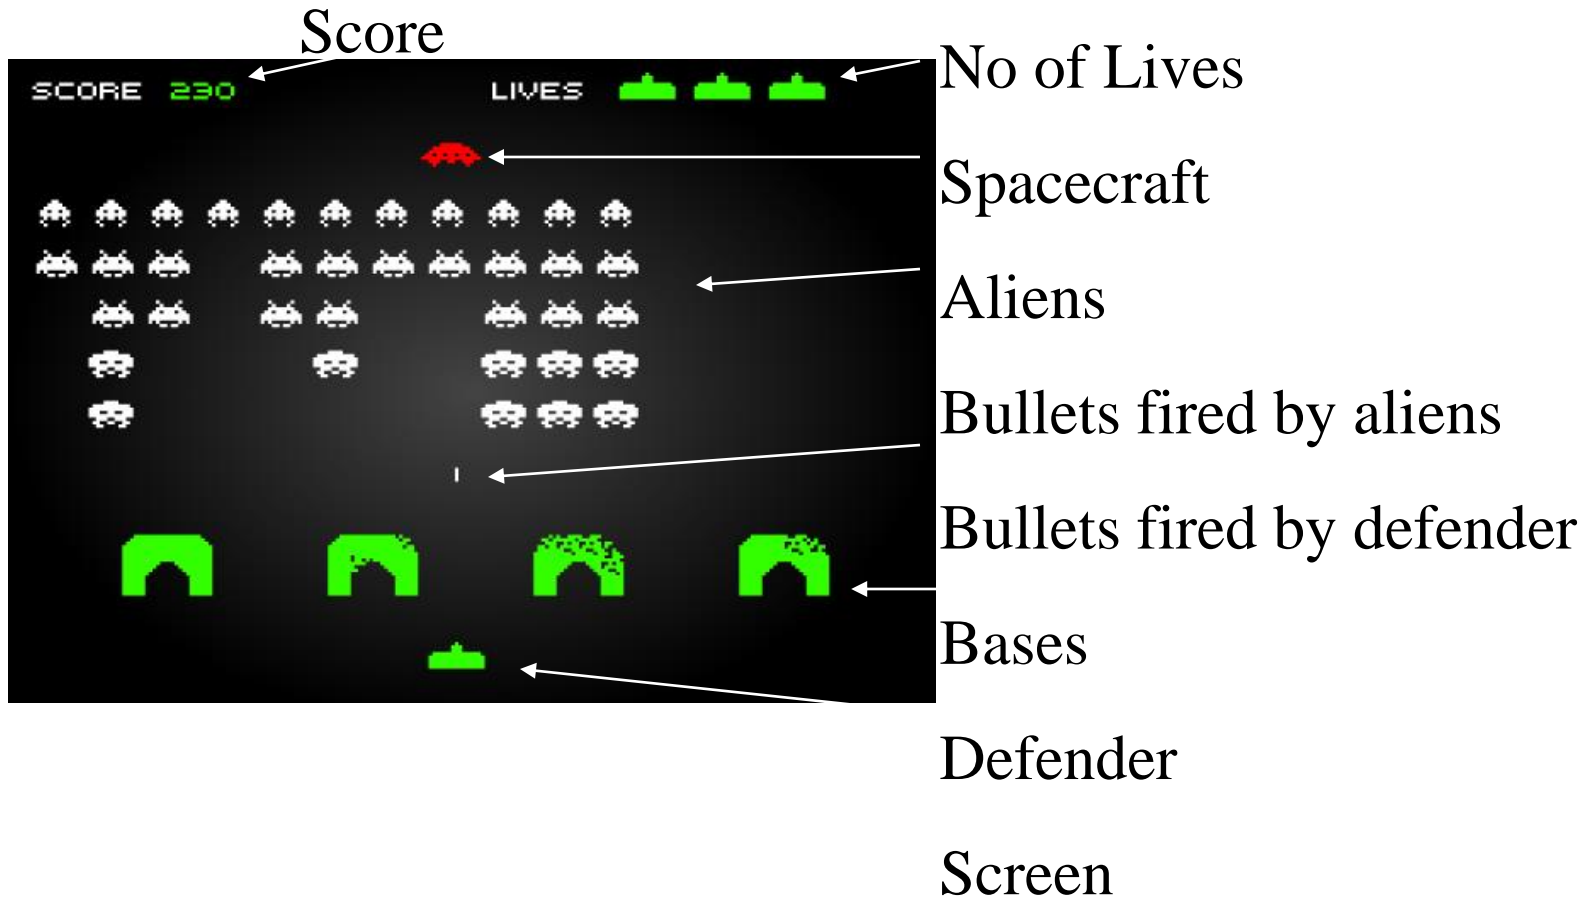 Score
No of Lives
SCORE 230 LIVES
Spacecraft
Aliens
Bullets fired by aliens
Bullets fired by defender
Bases
Defender
Screen